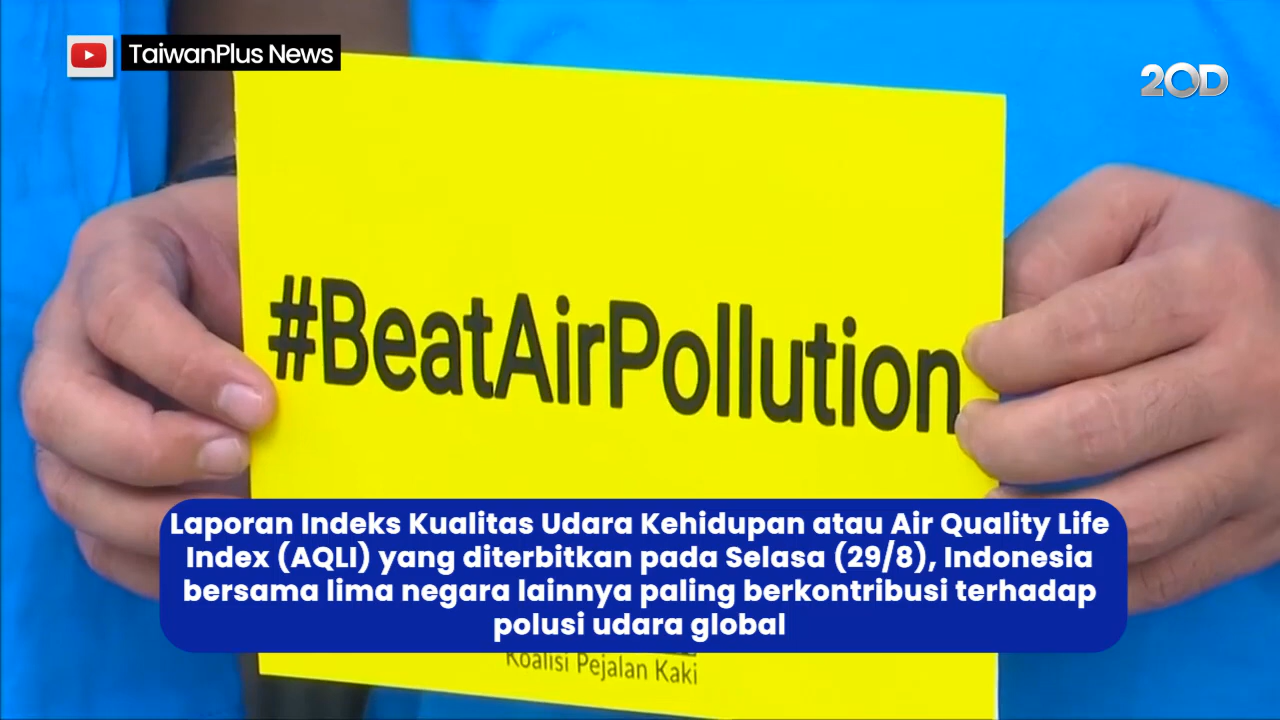 TaiwanPlus News
20D
#BeatAirPollution
Laporan Indeks Kualitas Udara Kehidupan atau Air Quality Life
Index (AQLI) yang diterbitkan pada Selasa (29/8), Indonesia
bersama lima negara lainnya paling berkontribusi terhadap
polusi udara global
Koalisi Pejalan Kaki